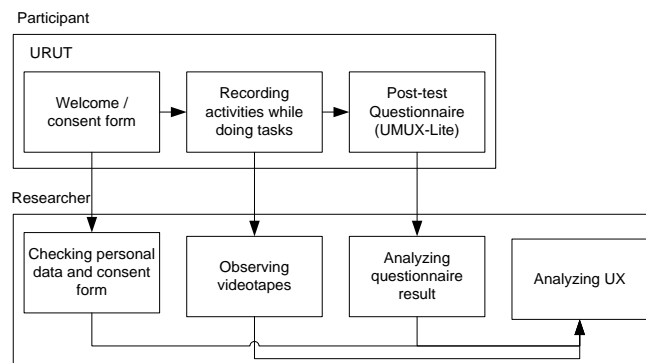 Participant
URUT
Welcome /
consent form
Recording
activities while
doing tasks
Post-test
Questionnaire
(UMUX-Lite)
Researcher
Checking personal
data and consent
form
Observing
videotapes
Analyzing
questionnaire
result
Analyzing UX